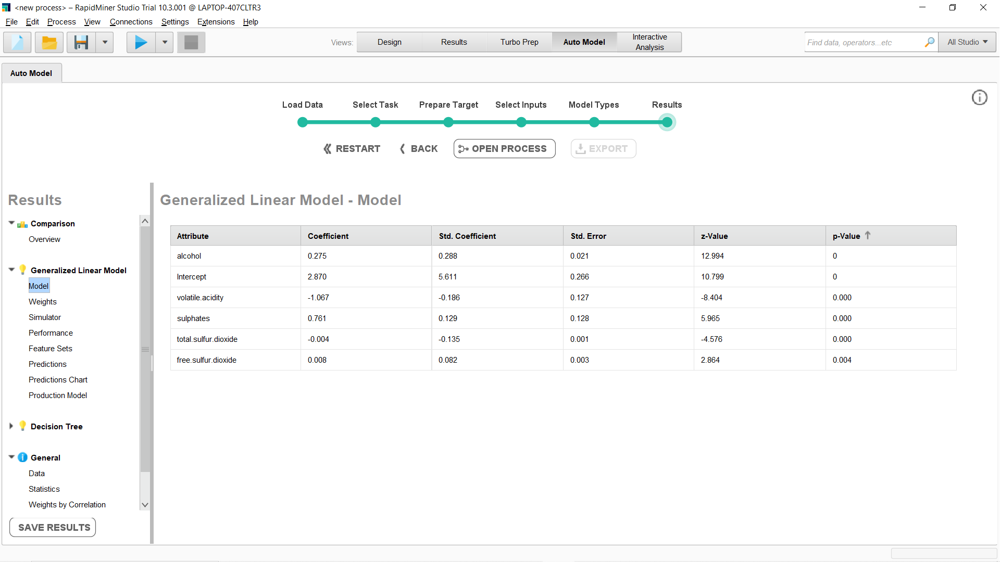 <new process> – RapidMiner Studio Trial 10.3.001 @ LAPTOP-407CLTR3
File Edit Process View Connections Settings Extensions Help
Views: Design Results Turbo Prep Auto Model Interactive Analysis
Find data, operators...etc All Studio
Auto Model
Load Data Select Task Prepare Target Select Inputs Model Types Results
RESTART BACK OPEN PROCESS EXPORT
Results
Comparison
Overview
Generalized Linear Model
Model
Weights
Simulator
Performance
Feature Sets
Predictions
Predictions Chart
Production Model
Decision Tree
General
Data
Statistics
Weights by Correlation
SAVE RESULTS
Generalized Linear Model - Model
Attribute Coefficient Std. Coefficient Std. Error z-Value p-Value ↑
alcohol 0.275 0.288 0.021 12.994 0
Intercept 2.870 5.611 0.266 10.799 0
volatile.acidity -1.067 -0.186 0.127 -8.404 0.000
sulphates 0.761 0.129 0.128 5.965 0.000
total.sulfur.dioxide -0.004 -0.135 0.001 -4.576 0.000
free.sulfur.dioxide 0.008 0.082 0.003 2.864 0.004